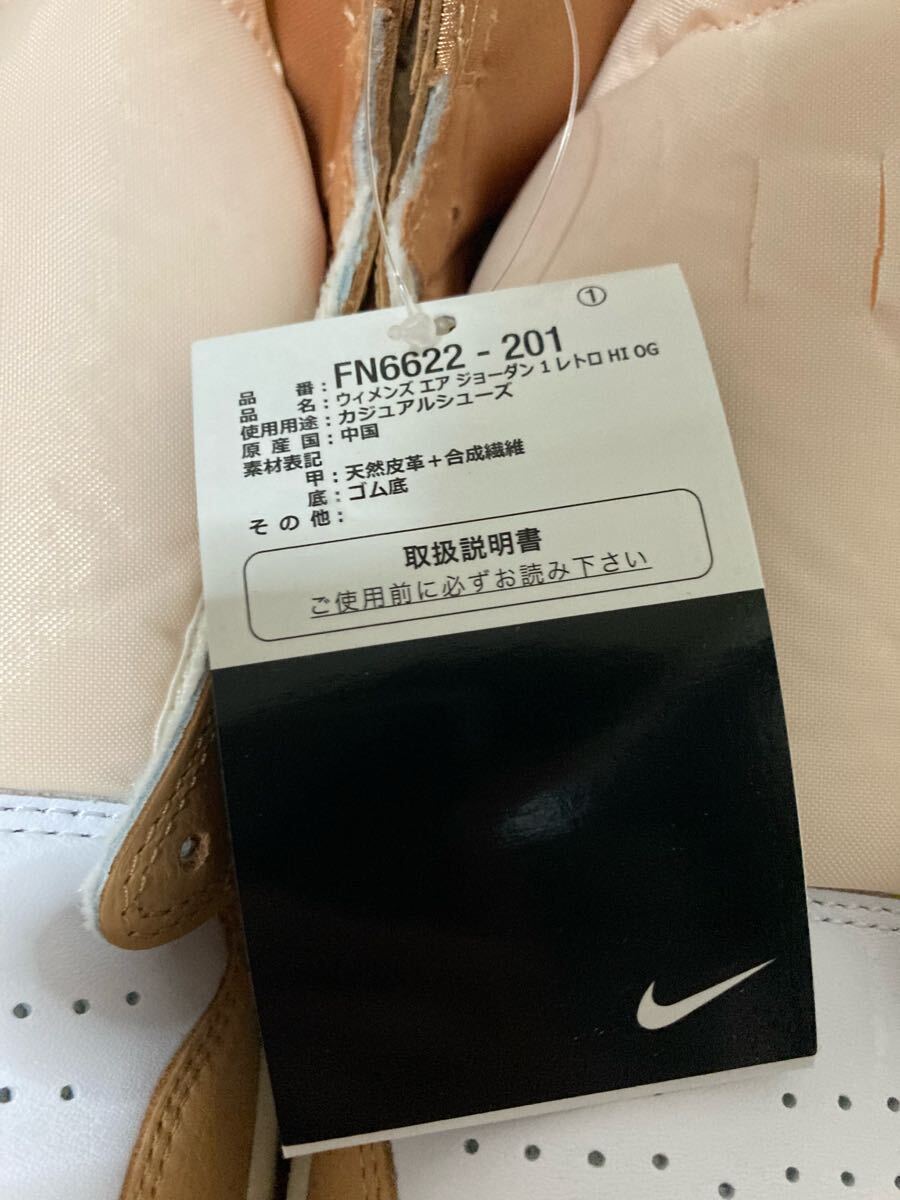 ①
品番：FN6622 - 201
品名：ウィメンズ エア ジョーダン 1 レトロ HI OG
使用用途：カジュアルシューズ
原産国：中国
素材表記
甲：天然皮革＋合成繊維
底：ゴム底
その他：
取扱説明書
ご使用前に必ずお読み下さい